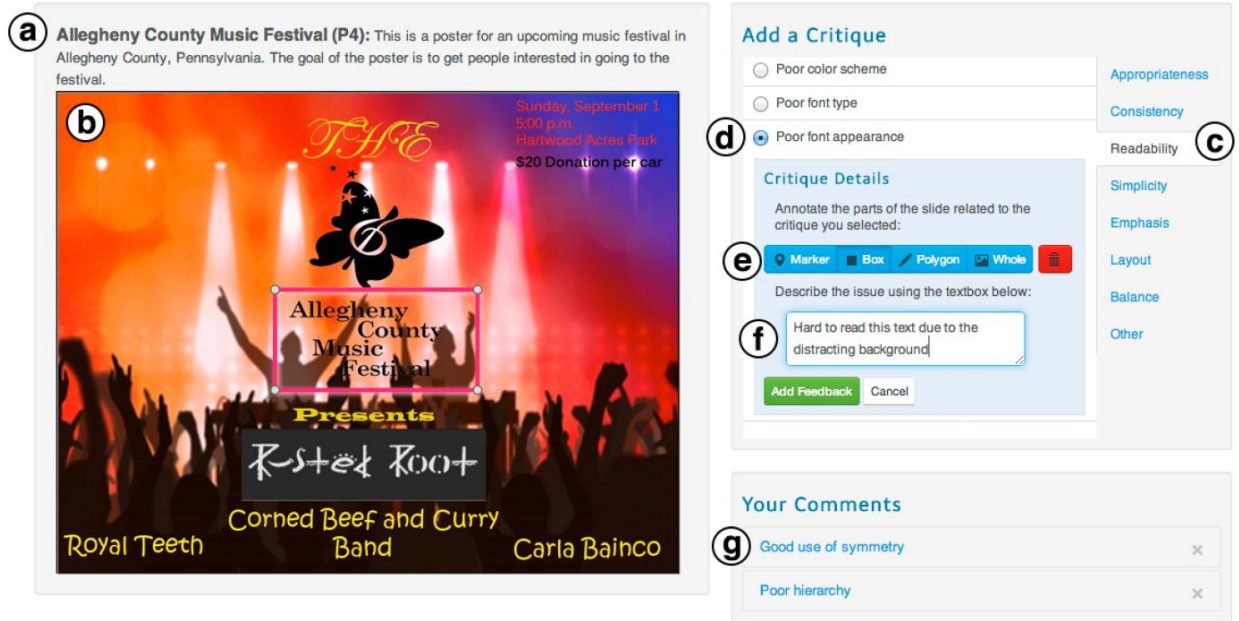 a
Allegheny County Music Festival (P4): This is a poster for an upcoming music festival in
Allegheny County, Pennsylvania. The goal of the poster is to get people interested in going to the
festival.
b
Sunday, September 1
5:00 p.m.
Hartwood Acres Park
$20 Donation per car
THE
Allegheny
County
Music
Festival
Presents
Rusted Root
Corned Beef and Curry
Band
Royal Teeth
Carla Bainco
Add a Critique
Poor color scheme
Poor font type
d
Poor font appearance
Critique Details
Annotate the parts of the slide related to the
critique you selected:
e
Marker Box Polygon Whole
Describe the issue using the textbox below:
f
Hard to read this text due to the
distracting background
Add Feedback Cancel
Appropriateness
Consistency
Readability
c
Simplicity
Emphasis
Layout
Balance
Other
Your Comments
g
Good use of symmetry ×
Poor hierarchy ×